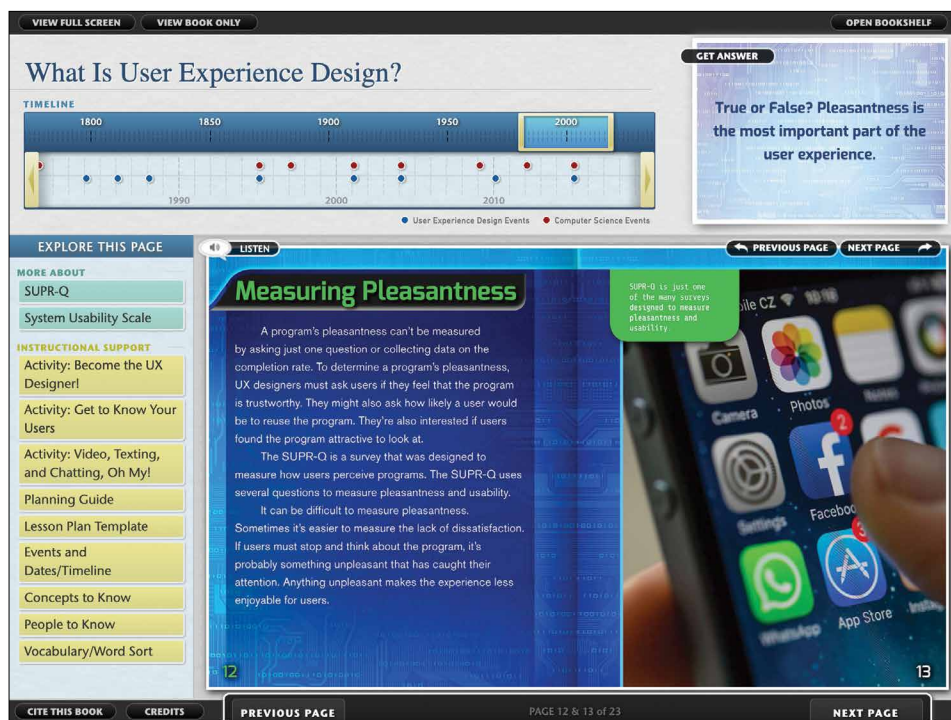 VIEW FULL SCREEN
VIEW BOOK ONLY
OPEN BOOKSHELF
What Is User Experience Design?
TIMELINE
1800 1850 1900 1950 2000
1990 2000 2010
User Experience Design Events
Computer Science Events
GET ANSWER
True or False? Pleasantness is
the most important part of the
user experience.
EXPLORE THIS PAGE
MORE ABOUT
SUPR-Q
System Usability Scale
INSTRUCTIONAL SUPPORT
Activity: Become the UX
Designer!
Activity: Get to Know Your
Users
Activity: Video, Texting,
and Chatting, Oh My!
Planning Guide
Lesson Plan Template
Events and
Dates/Timeline
Concepts to Know
People to Know
Vocabulary/Word Sort
LISTEN
PREVIOUS PAGE
NEXT PAGE
Measuring Pleasantness
A program's pleasantness can't be measured
by asking just one question or collecting data on the
completion rate. To determine a program's pleasantness,
UX designers must ask users if they feel that the program
is trustworthy. They might also ask how likely a user would
be to reuse the program. They're also interested if users
found the program attractive to look at.
The SUPR-Q is a survey that was designed to
measure how users perceive programs. The SUPR-Q uses
several questions to measure pleasantness and usability.
It can be difficult to measure pleasantness.
Sometimes it's easier to measure the lack of dissatisfaction.
If users must stop and think about the program, it's
probably something unpleasant that has caught their
attention. Anything unpleasant makes the experience less
enjoyable for users.
12
SUPR-Q is just one
of the many surveys
designed to measure
pleasantness and
usability.
ile CZ
Camera
Photos
2
Settings
Faceboo
3
WhatsApp
App Store
13
CITE THIS BOOK
CREDITS
PREVIOUS PAGE
PAGE 12 & 13 of 23
NEXT PAGE